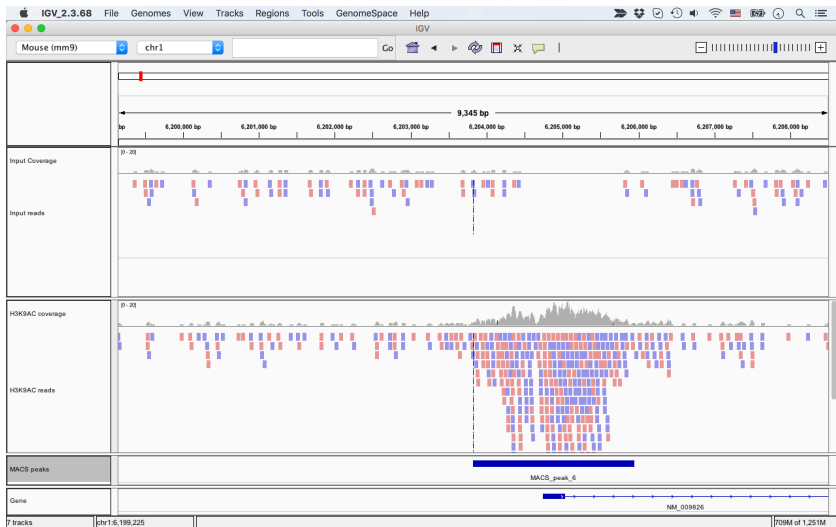 IGV_2.3.68 File Genomes View Tracks Regions Tools GenomeSpace Help
IGV
Mouse (mm9) chr1 Go
9,345 bp
bp 6,200,000 bp 6,201,000 bp 6,202,000 bp 6,203,000 bp 6,204,000 bp 6,205,000 bp 6,206,000 bp 6,207,000 bp 6,208,000 bp
Input Coverage
[0 - 20]
Input reads
H3K9AC coverage
[0 - 20]
H3K9AC reads
MACS peaks
MACS_peak_6
Gene
NM_009826
7 tracks chr1:6,199,225 709M of 1,251M